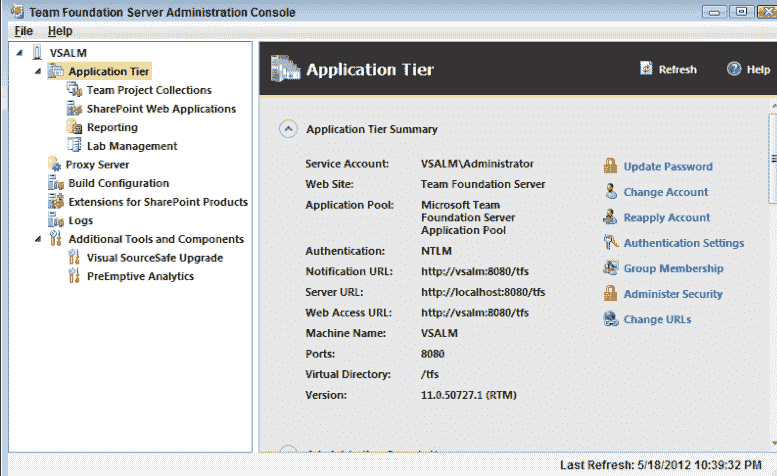 Team Foundation Server Administration Console
File Help
VSALM
Application Tier
Team Project Collections
SharePoint Web Applications
Reporting
Lab Management
Proxy Server
Build Configuration
Extensions for SharePoint Products
Logs
Additional Tools and Components
Visual SourceSafe Upgrade
PreEmptive Analytics
Application Tier
Refresh
Help
Application Tier Summary
Service Account: VSALM\Administrator
Web Site: Team Foundation Server
Application Pool: Microsoft Team
Foundation Server
Application Pool
Authentication: NTLM
Notification URL: http://vsalm:8080/tfs
Server URL: http://localhost:8080/tfs
Web Access URL: http://vsalm:8080/tfs
Machine Name: VSALM
Ports: 8080
Virtual Directory: /tfs
Version: 11.0.50727.1 (RTM)
Update Password
Change Account
Reapply Account
Authentication Settings
Group Membership
Administer Security
Change URLs
Last Refresh: 5/18/2012 10:39:32 PM